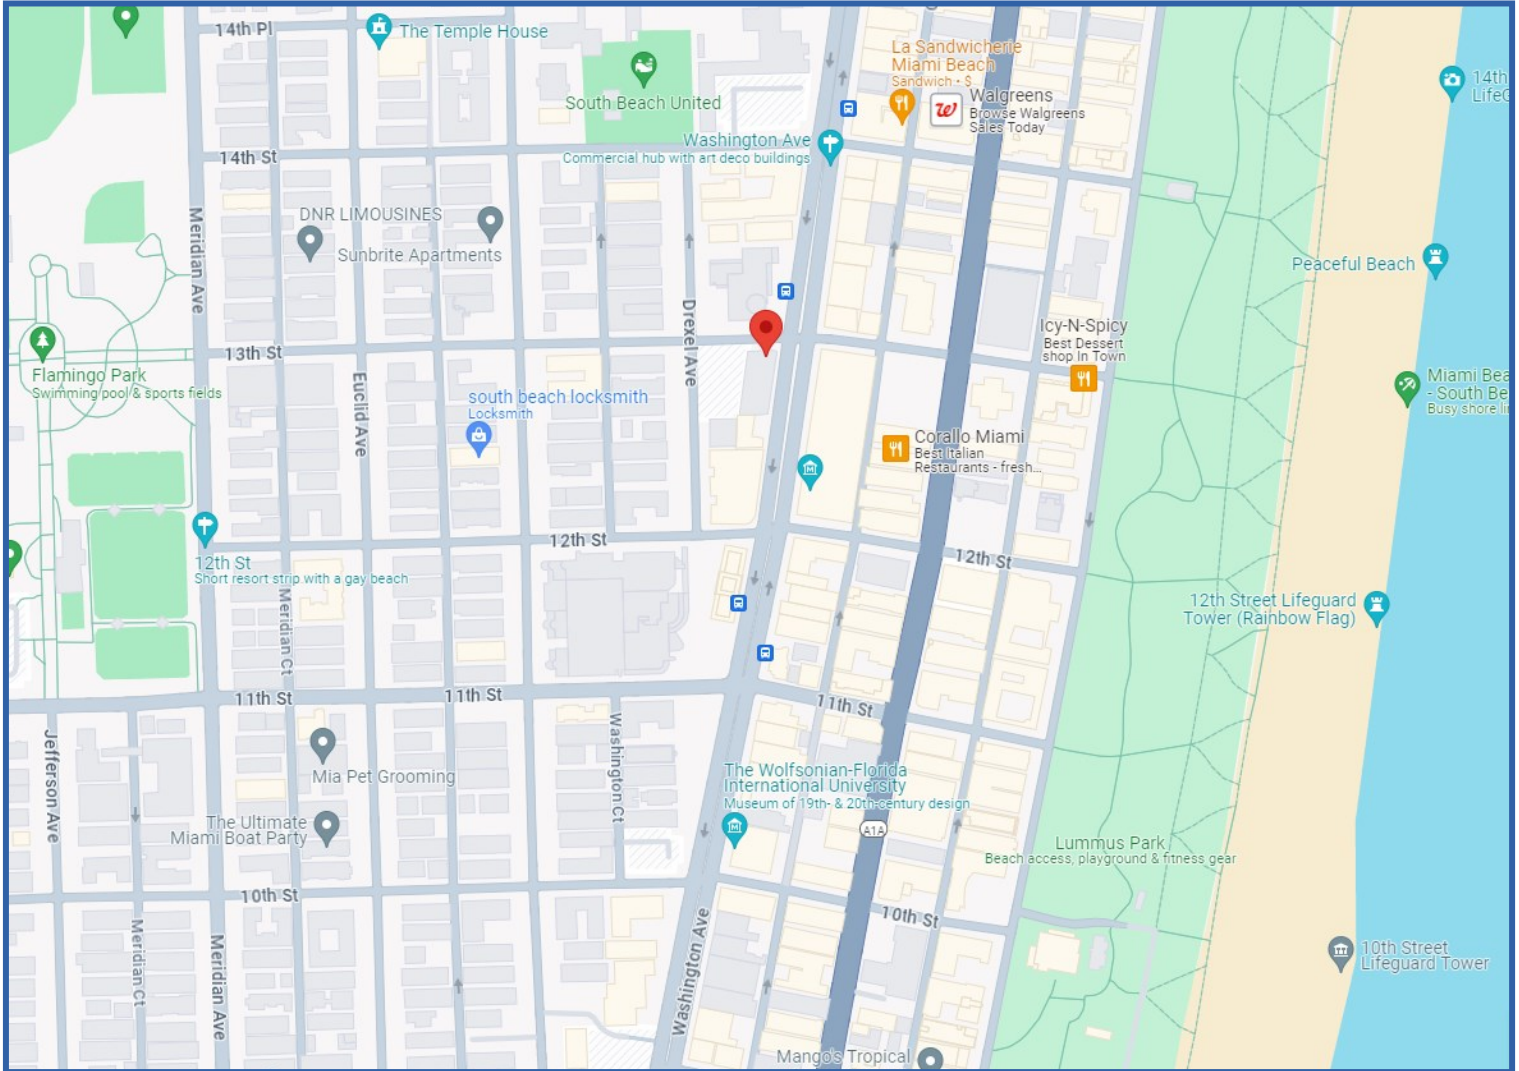 14th Pl
The Temple House
La Sandwicherie
Miami Beach
Sandwich • $
Walgreens
Browse Walgreens
Sales Today
14th
South Beach United
Washington Ave
Commercial hub with art deco buildings
14th St
DNR LIMOUSINES
Sunbrite Apartments
Meridian Ave
Peaceful Beach
Drexel Ave
Icy-N-Spicy
Best Dessert
shop In Town
13th St
Flamingo Park
Swimming pool & sports fields
Euclid Ave
south beach locksmith
Locksmith
Miami Bea
- South Be
Busy shore
Corallo Miami
Best Italian
Restaurants - fresh...
12th St
12th St
Short resort strip with a gay beach
12th St
Meridian Ct
12th Street Lifeguard
Tower (Rainbow Flag)
11th St
11th St
11th St
Jefferson Ave
Mia Pet Grooming
Washington Ct
The Wolfsonian-Florida
International University
Museum of 19th- & 20th-century design
The Ultimate
Miami Boat Party
A1A
Lummus Park
Beach access, playground & fitness gear
10th St
10th St
Meridian Ct
Meridian Ave
Washington Ave
10th Street
Lifeguard Tower
Mango's Tropical